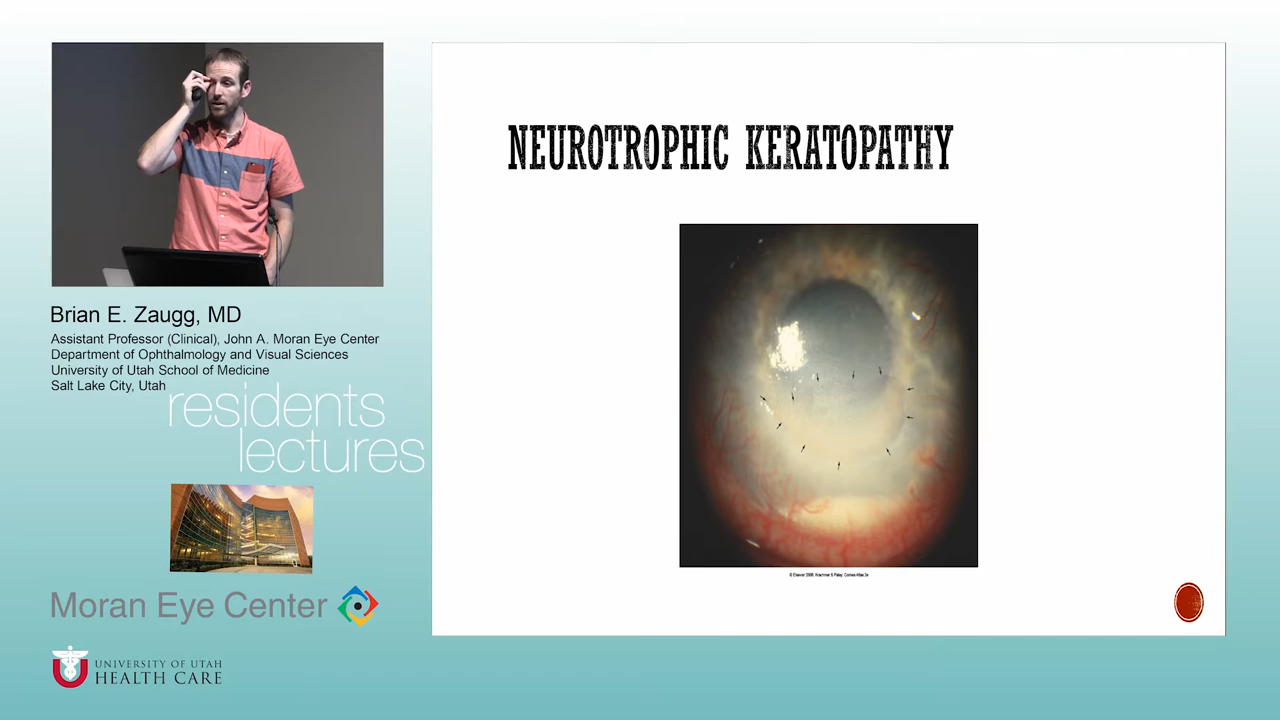 NEUROTROPHIC KERATOPATHY
Brian E. Zaugg, MD
Assistant Professor (Clinical), John A. Moran Eye Center
Department of Ophthalmology and Visual Sciences
University of Utah School of Medicine
Salt Lake City, Utah
residents
lectures
Moran Eye Center
UNIVERSITY OF UTAH
HEALTH CARE